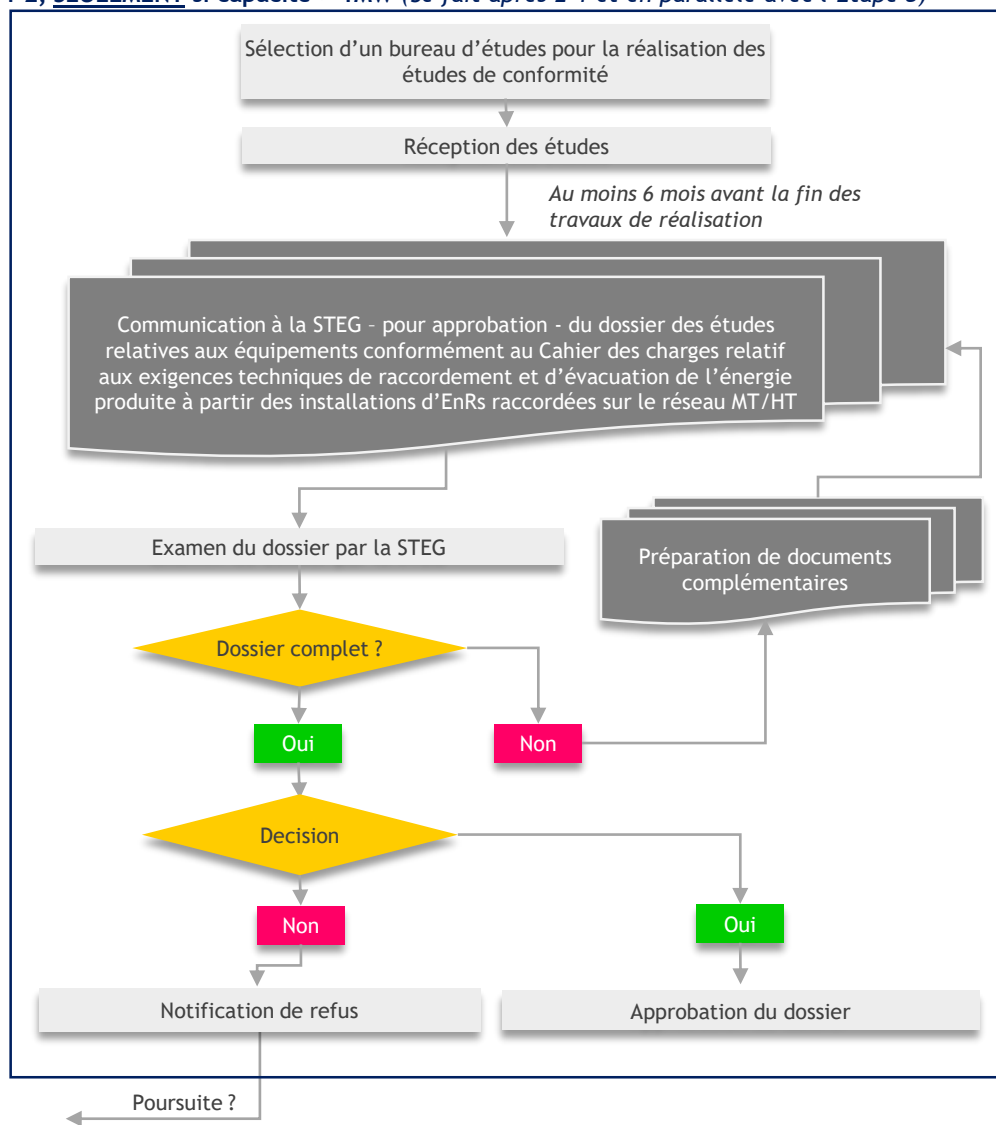 Sélection d'un bureau d'études pour la réalisation des
études de conformité
Réception des études
Au moins 6 mois avant la fin des
travaux de réalisation
Communication à la STEG – pour approbation - du dossier des études
relatives aux équipements conformément au Cahier des charges relatif
aux exigences techniques de raccordement et d'évacuation de l'énergie
produite à partir des installations d'EnRs raccordées sur le réseau MT/HT
Examen du dossier par la STEG
Préparation de documents
complémentaires
Dossier complet ?
Oui
Non
Decision
Non
Oui
Notification de refus
Approbation du dossier
Poursuite ?